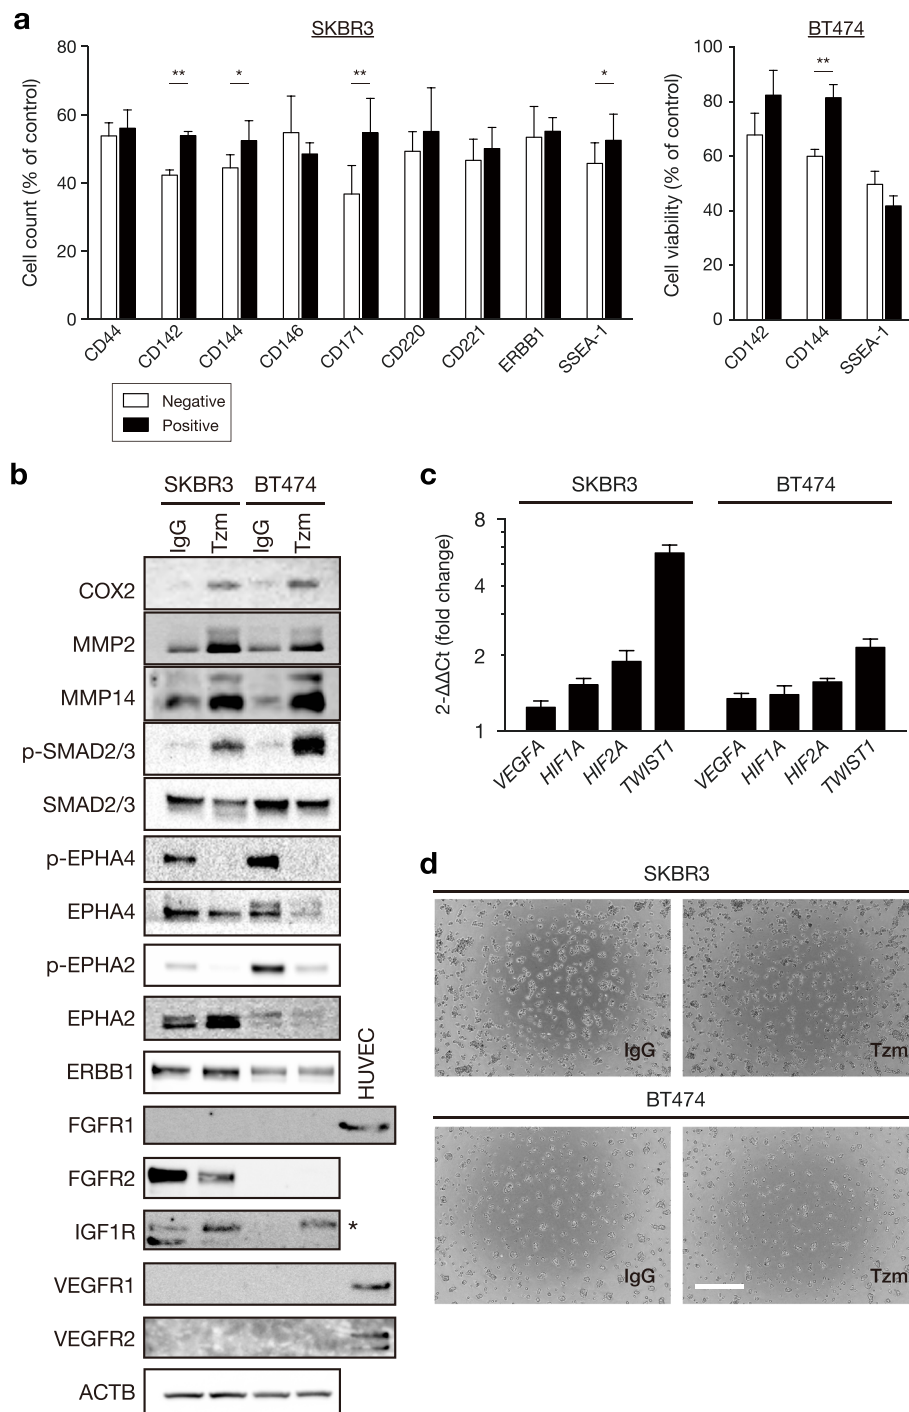 a
SKBR3
BT474
Cell count (% of control)
80
60
40
20
0
** * ** *
CD44 CD142 CD144 CD146 CD171 CD220 CD221 ERBB1 SSEA-1
Cell viability (% of control)
100
80
60
40
20
0
**
CD142 CD144 SSEA-1
Negative
Positive
b
SKBR3 BT474
IgG Tzm IgG Tzm
COX2
MMP2
MMP14
p-SMAD2/3
SMAD2/3
p-EPHA4
EPHA4
p-EPHA2
EPHA2
ERBB1
HUVEC
FGFR1
FGFR2
IGF1R *
VEGFR1
VEGFR2
ACTB
c
SKBR3 BT474
2-ΔΔCt (fold change)
8
4
2
1
VEGFA HIF1A HIF2A TWIST1 VEGFA HIF1A HIF2A TWIST1
d
SKBR3
IgG Tzm
BT474
IgG Tzm